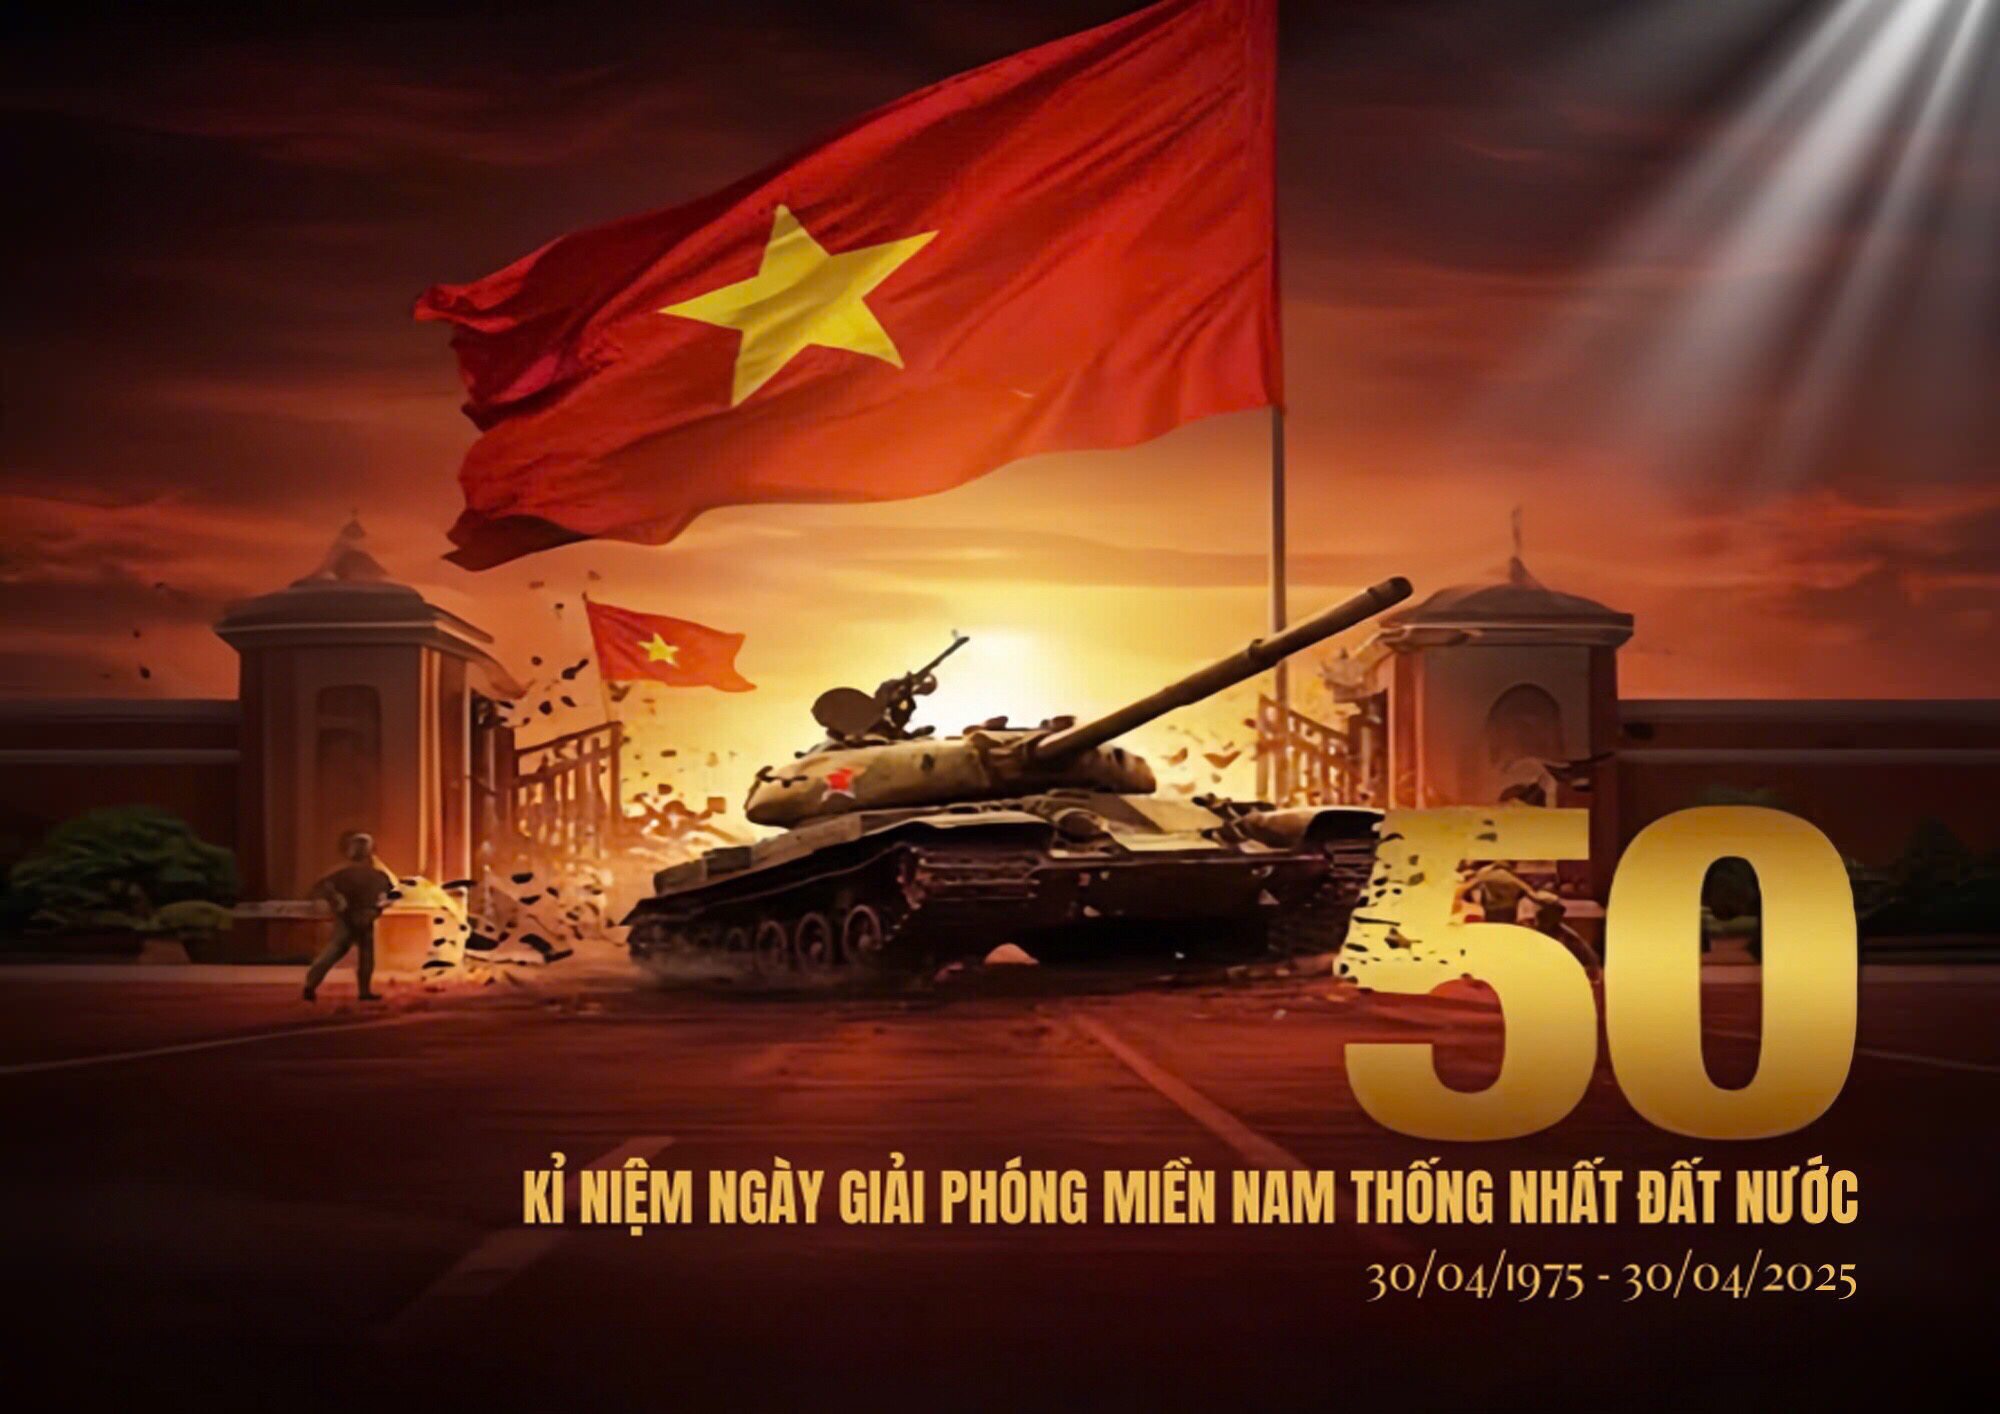 50
KỈ NIỆM NGÀY GIẢI PHÓNG MIỀN NAM THỐNG NHẤT ĐẤT NƯỚC
30/04/1975 - 30/04/2025